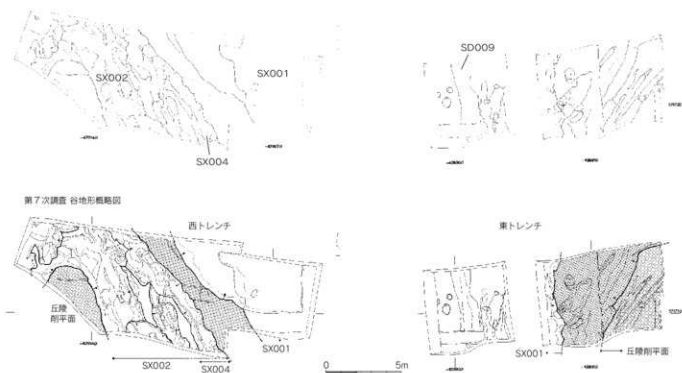 SD009
SX002
SX001
SX004
第7次調査 谷地形概略図
西トレンチ
東トレンチ
丘陵
削平面
SX001
SX002
SX004
0
5m
SX001
丘陵削平面